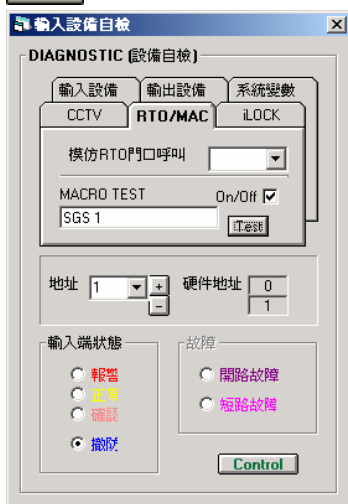 輸入設備自檢
DIAGNOSTIC (設備自檢)
輸入設備 輸出設備 系統變數
CCTV RTO/MAC iLOCK
模仿RTO門口呼叫
MACRO TEST On/Off
SGS 1 Test
地址 1 + - 硬件地址 0
1
輸入端狀態 故障
報警 開路故障
正常 短路故障
確認
撤防
Control